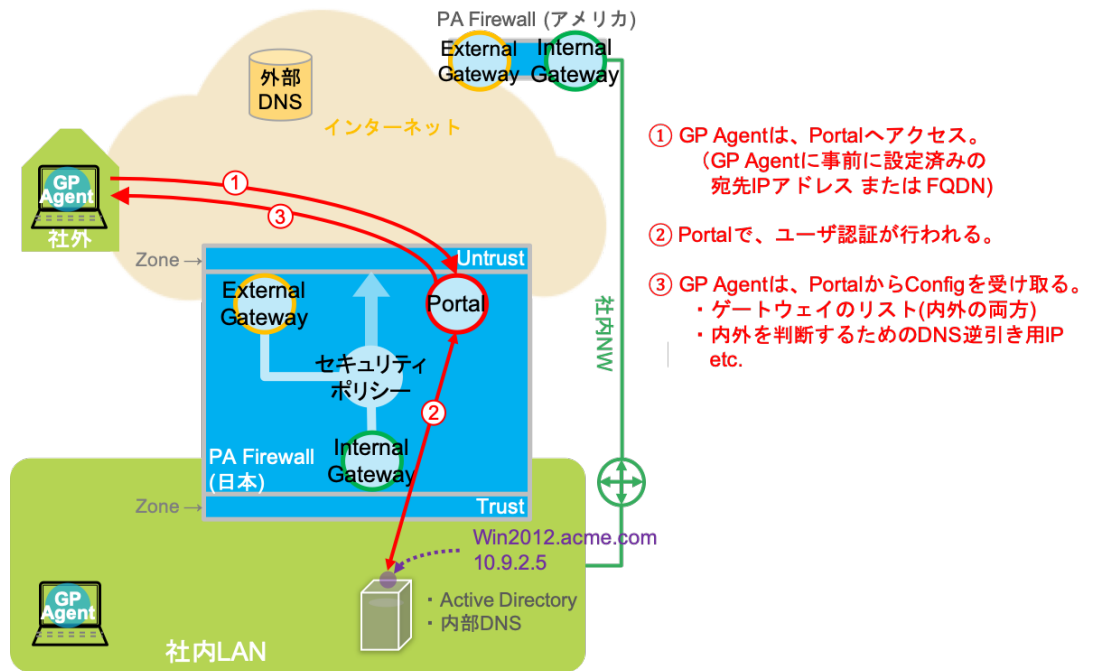 PA Firewall (アメリカ)
External
Gateway
Internal
Gateway
外部
DNS
インターネット
GP
Agent
社外
①
③
① GP Agentは、Portalへアクセス。
（GP Agentに事前に設定済みの
宛先IPアドレス または FQDN)
② Portalで、ユーザ認証が行われる。
③ GP Agentは、PortalからConfigを受け取る。
・ゲートウェイのリスト(内外の両方)
・内外を判断するためのDNS逆引き用IP
etc.
Zone →
Untrust
External
Gateway
Portal
セキュリティ
ポリシー
②
社内NW
Internal
Gateway
PA Firewall
(日本)
Zone →
Trust
Win2012.acme.com
10.9.2.5
GP
Agent
・Active Directory
・内部DNS
社内LAN